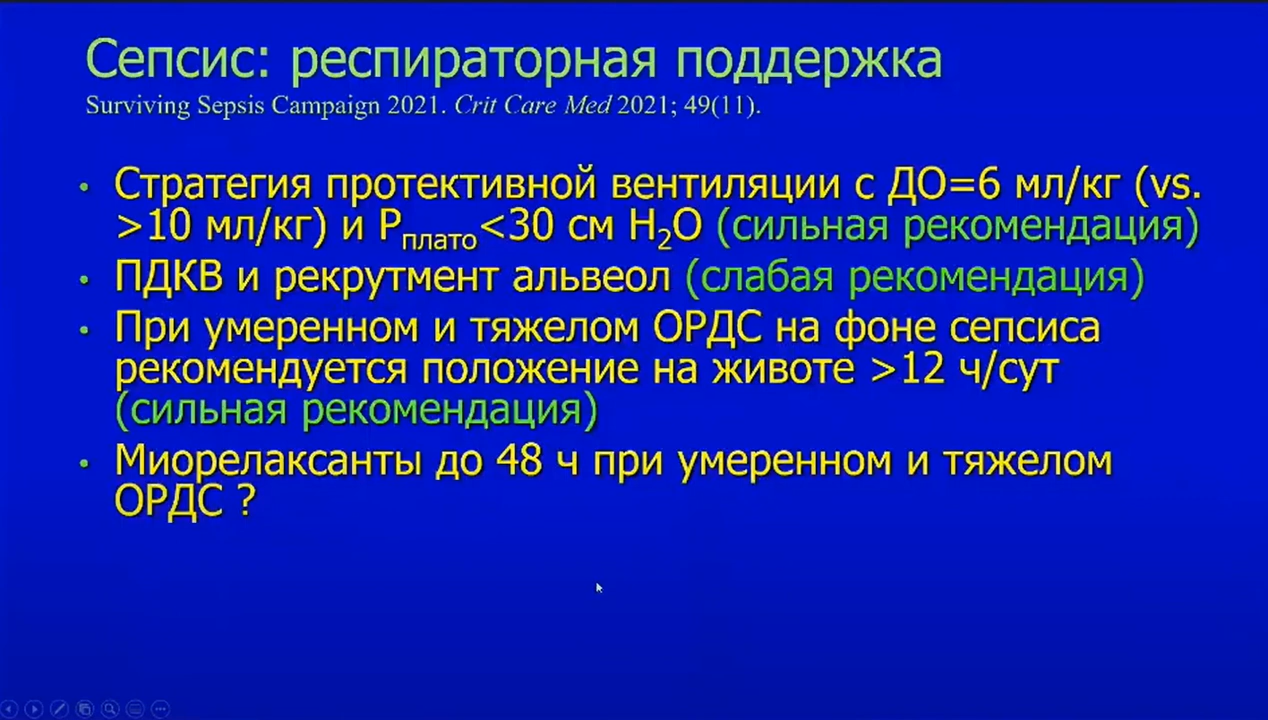 Сепсис: респираторная поддержка
Surviving Sepsis Campaign 2021. Crit Care Med 2021; 49(11).
• Стратегия протективной вентиляции с ДО=6 мл/кг (vs.
>10 мл/кг) и Pплато<30 см H2O (сильная рекомендация)
• ПДКВ и рекрутмент альвеол (слабая рекомендация)
• При умеренном и тяжелом ОРДС на фоне сепсиса
рекомендуется положение на животе >12 ч/сут
(сильная рекомендация)
• Миорелаксанты до 48 ч при умеренном и тяжелом
ОРДС ?